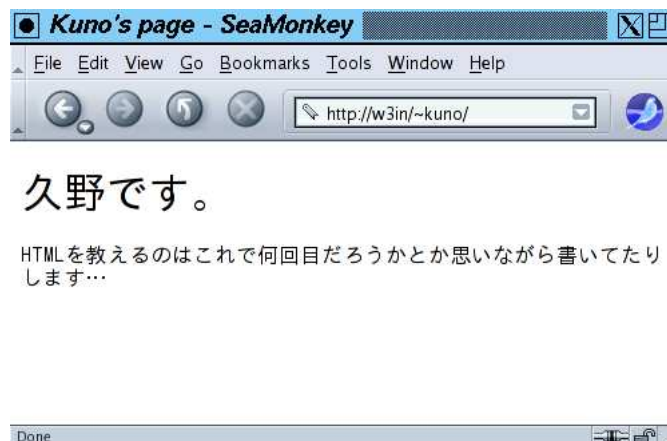 Kuno's page - SeaMonkey
File Edit View Go Bookmarks Tools Window Help
http://w3in/~kuno/
久野です。
HTMLを教えるのはこれで何回目だろうかとか思いながら書いてたり
します…
Done